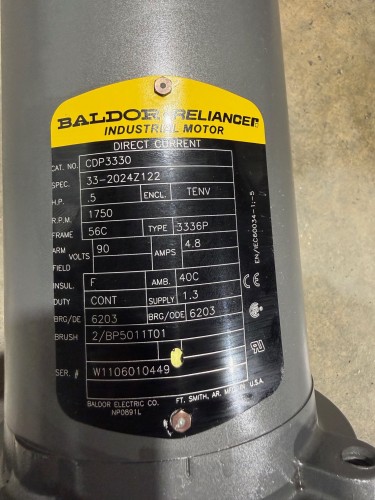 BALDOR • RELIANCER
INDUSTRIAL MOTOR
DIRECT CURRENT
CAT. NO. CDP3330
SPEC. 33-2024Z122
H.P. .5 ENCL. TENV
R.P.M. 1750
FRAME 56C TYPE 3336P
ARM VOLTS 90 AMPS 4.8
FIELD
INSUL. F AMB. 40C
DUTY CONT SUPPLY 1.3
BRG/DE 6203 BRG/ODE 6203
BRUSH 2/BP5011T01
SER. # W1106010449
BALDOR ELECTRIC CO. FT. SMITH, AR. MFG. IN U.S.A.
NP0891L
EN/IEC60034-1;-5
CE